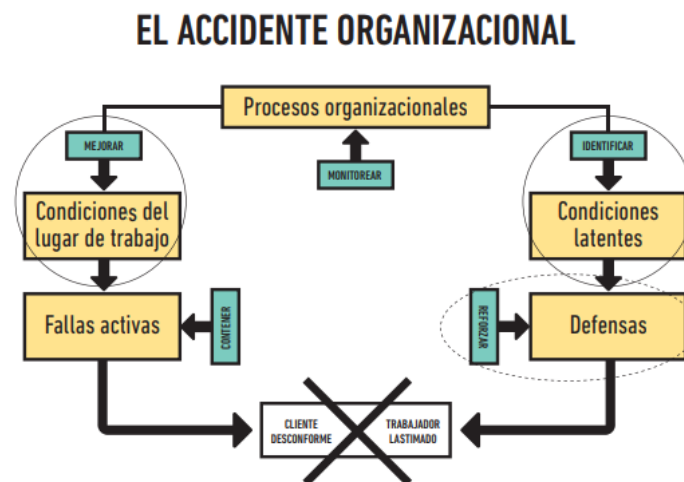 EL ACCIDENTE ORGANIZACIONAL
Procesos organizacionales
MEJORAR
IDENTIFICAR
MONITOREAR
Condiciones del
lugar de trabajo
Condiciones
latentes
Fallas activas
CONTENER
REFORZAR
Defensas
CLIENTE
DESCONFORME
TRABAJADOR
LASTIMADO